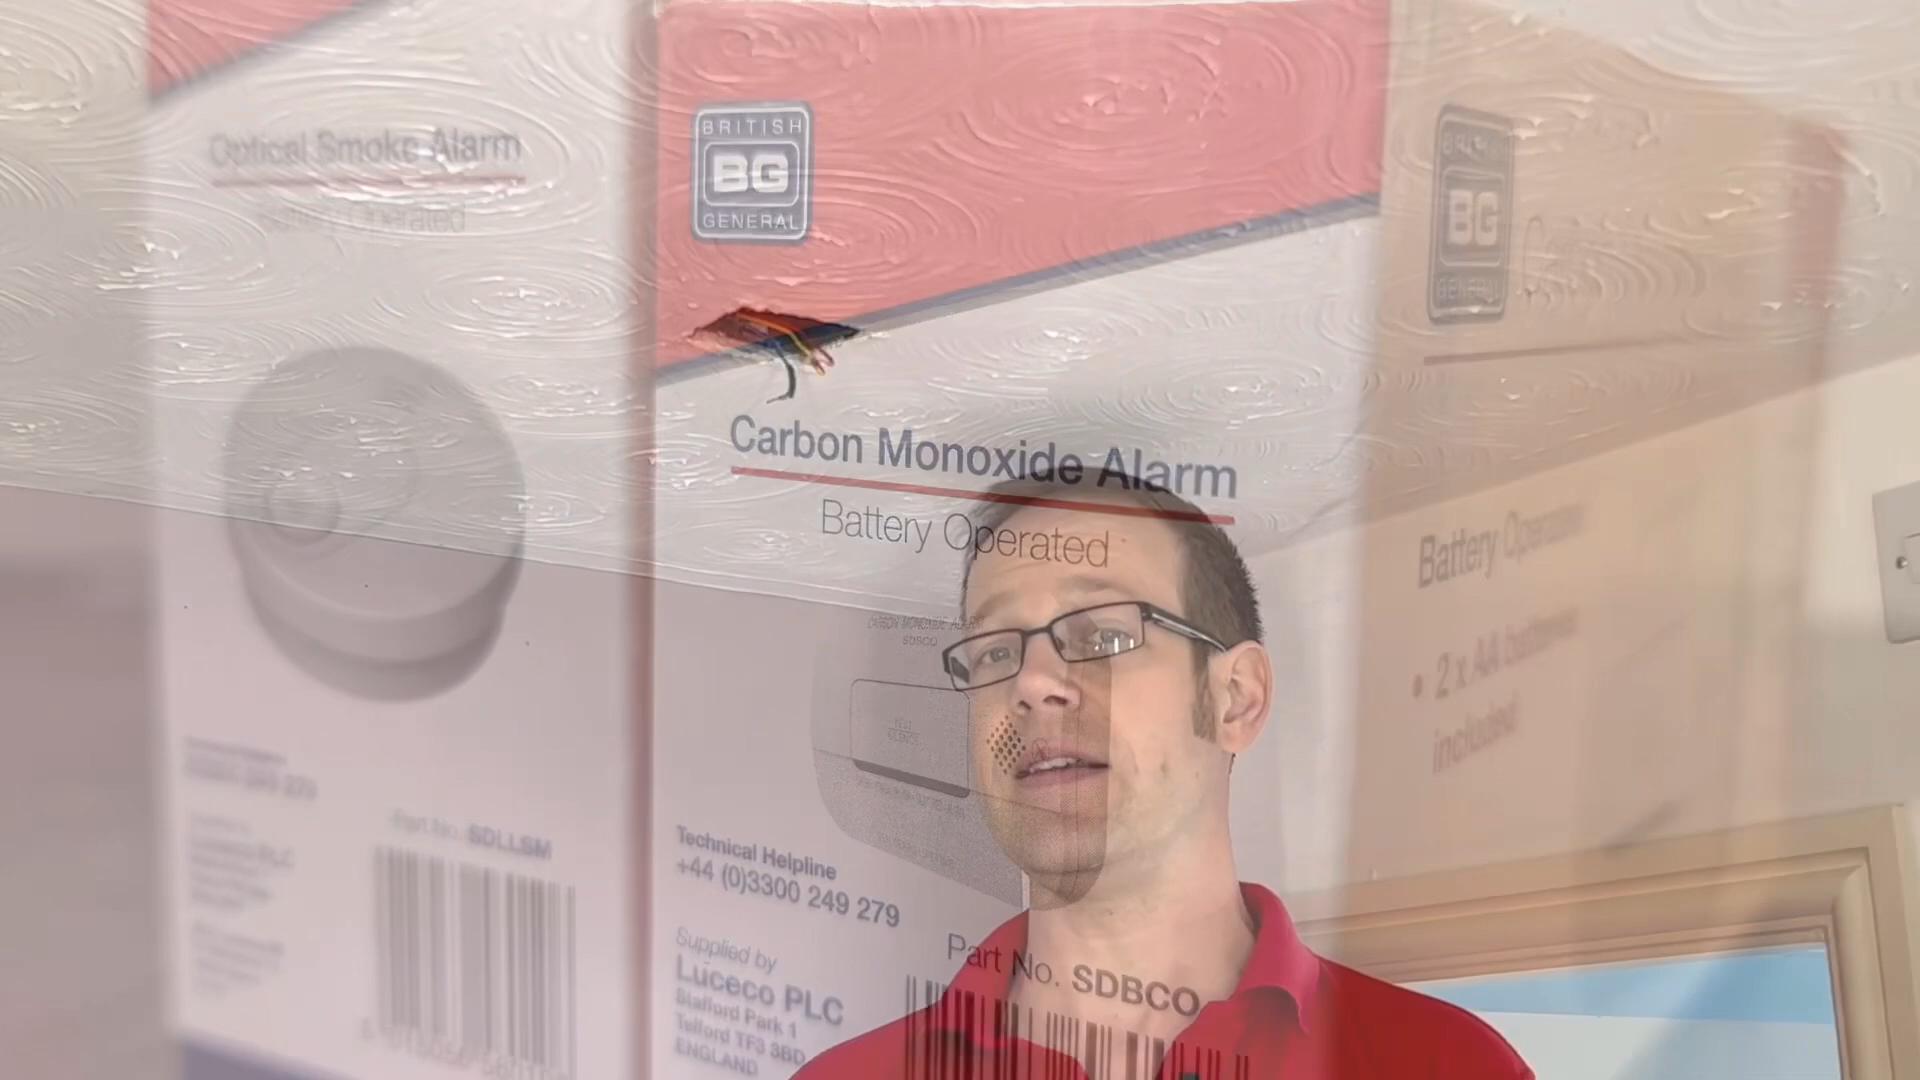 Optical Smoke Alarm
Battery Operated
Part No. SDLLSM
BRITISH
BG
GENERAL
Carbon Monoxide Alarm
Battery Operated
CARBON MONOXIDE ALARM
SDBCO
Technical Helpline
+44 (0)3300 249 279
Supplied by
Luceco PLC
Stafford Park 1
Telford TF3 3BD
ENGLAND
Part No. SDBCO
BRITISH
BG
GENERAL
Battery Operated
• 2 x AA batteries
included